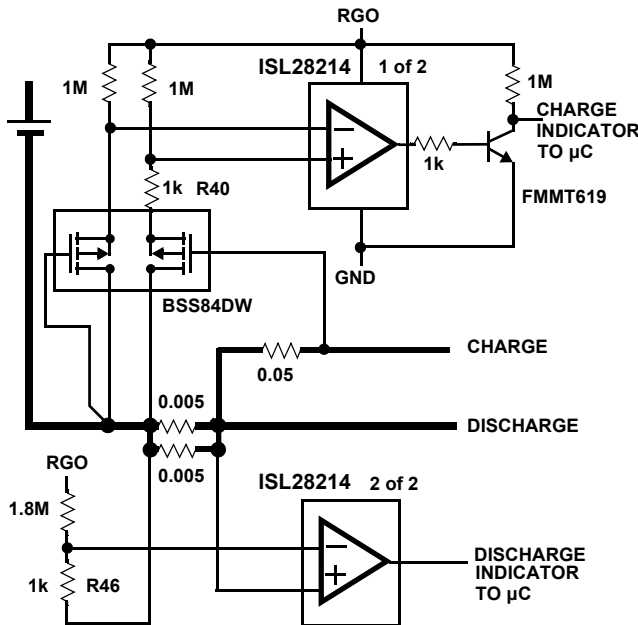 RGO
ISL28214 1 of 2
1M
1M
1M
CHARGE
INDICATOR
TO µC
1k
1k R40
FMMT619
GND
BSS84DW
CHARGE
0.05
0.005
DISCHARGE
0.005
RGO
ISL28214 2 of 2
1.8M
1k R46
DISCHARGE
INDICATOR
TO µC